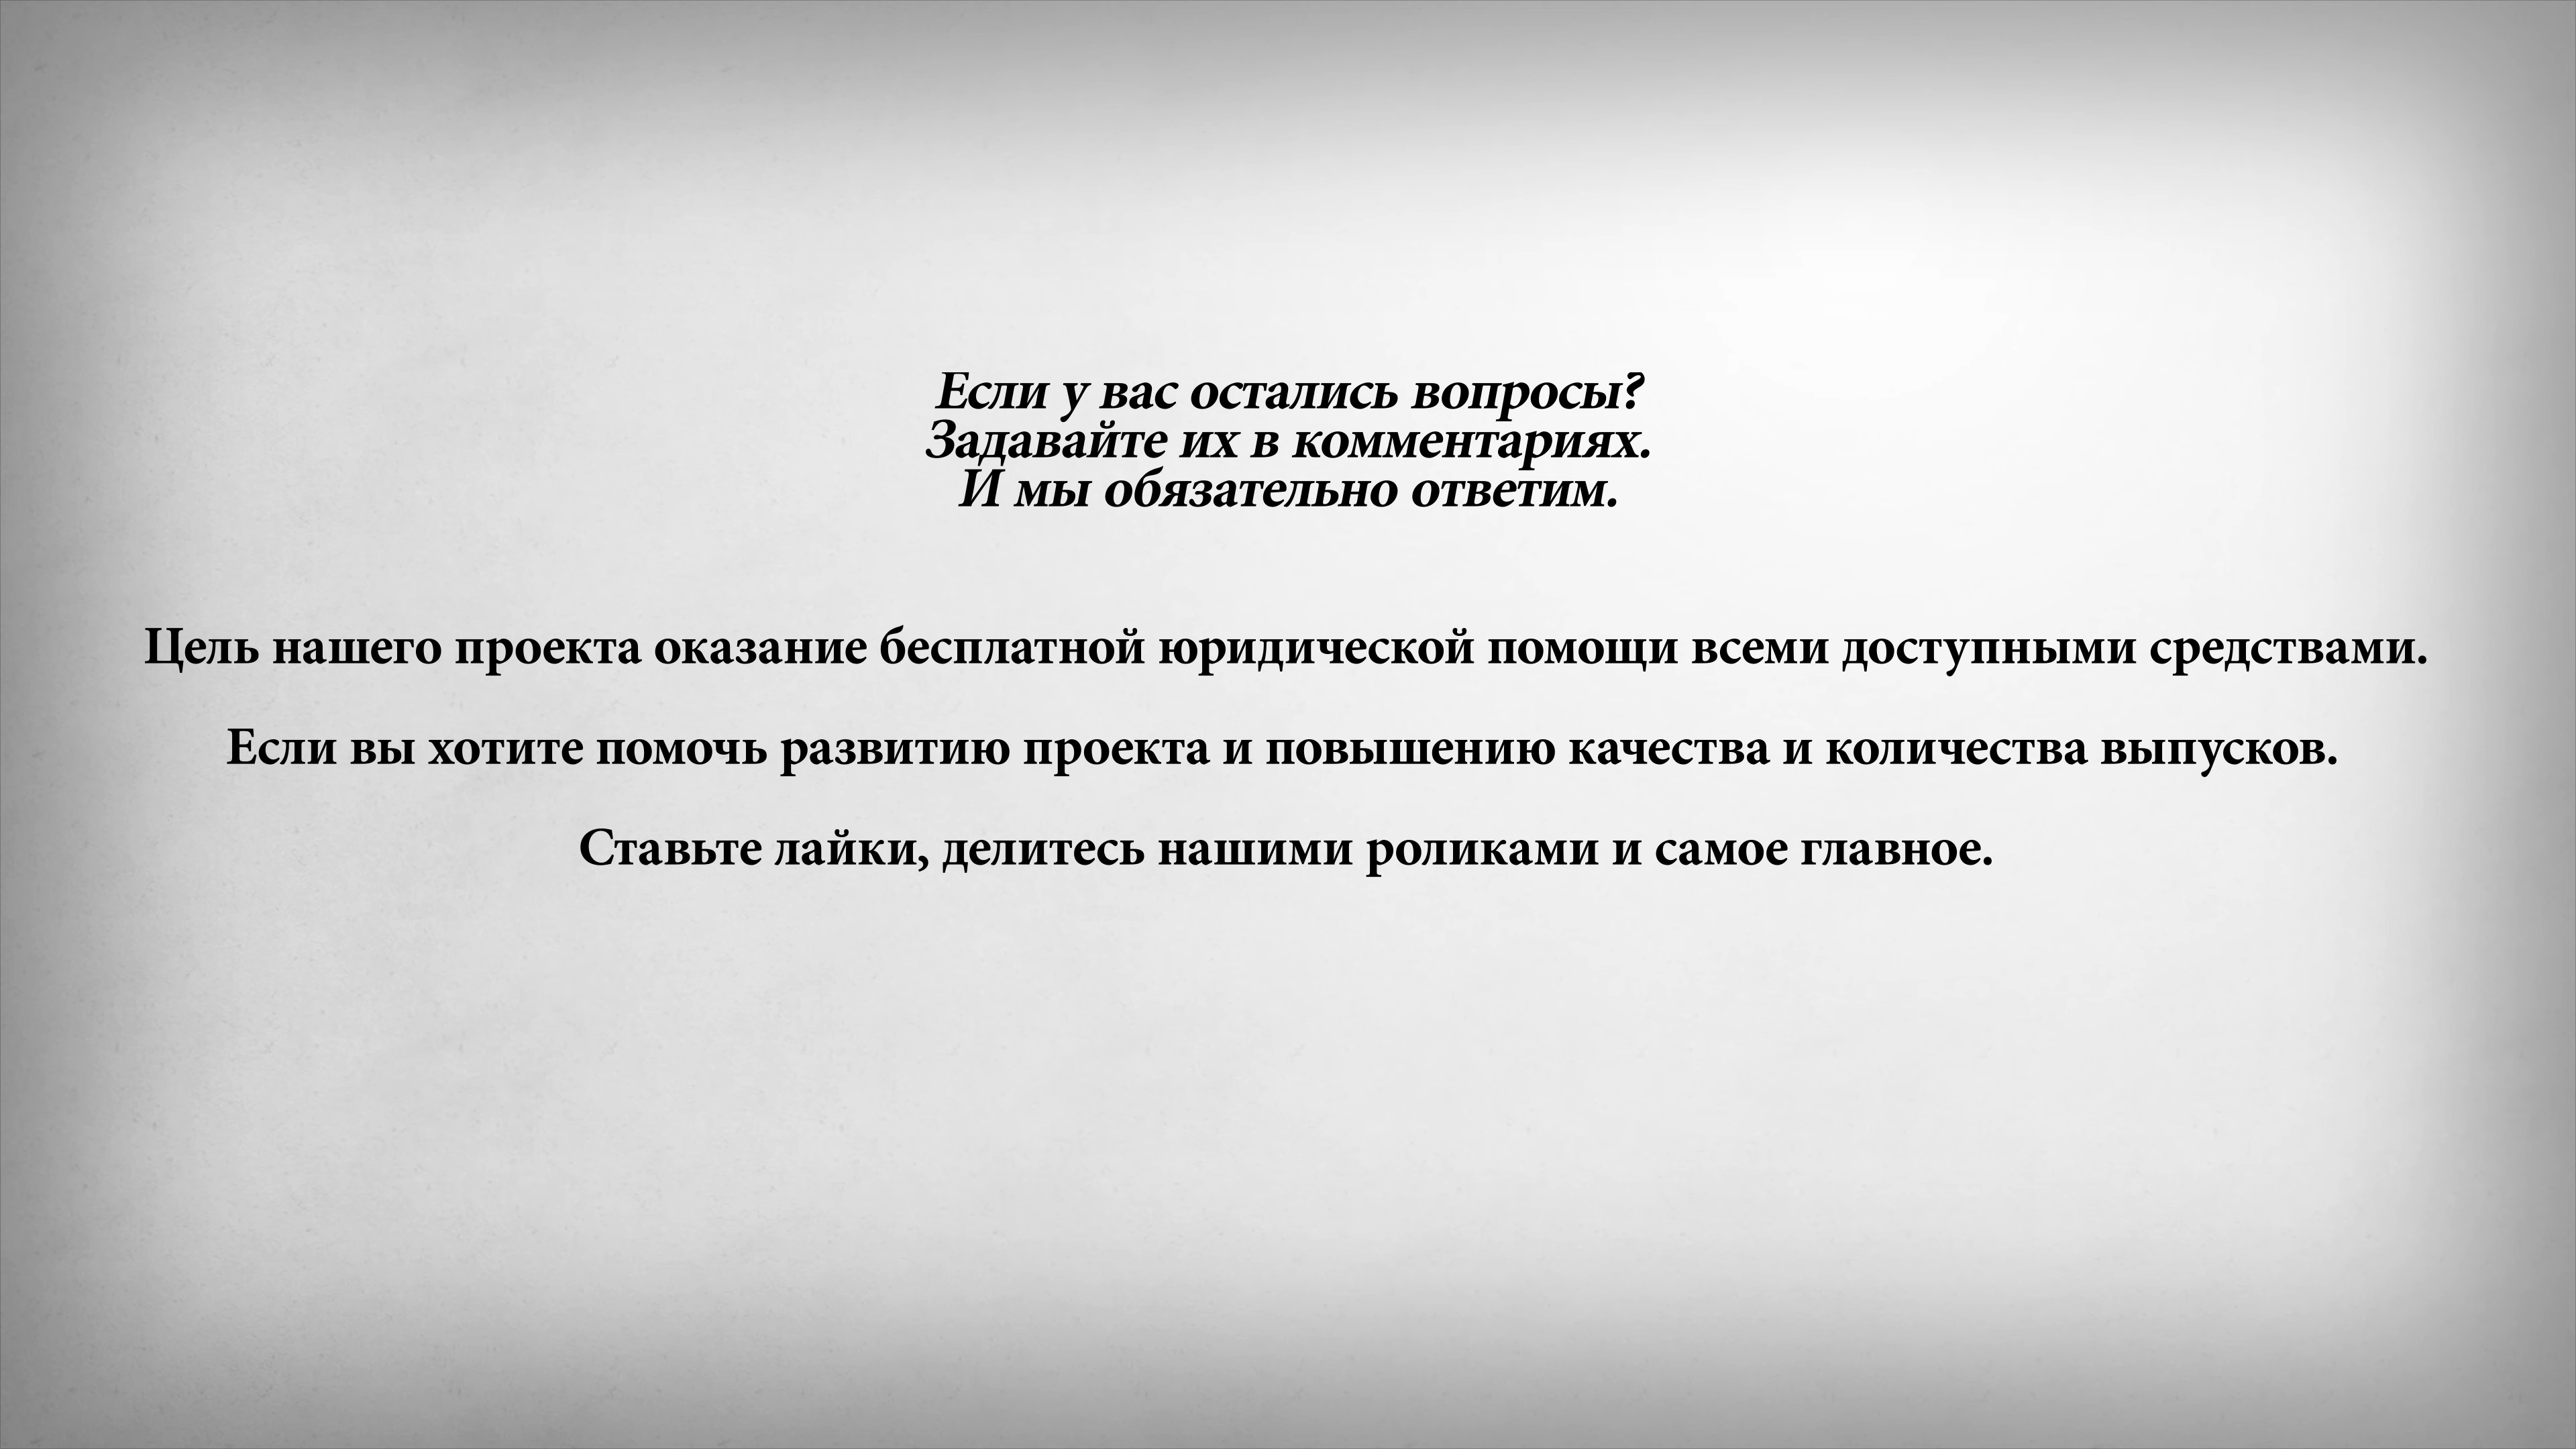 Если у вас остались вопросы?
Задавайте их в комментариях.
И мы обязательно ответим.
Цель нашего проекта оказание бесплатной юридической помощи всеми доступными средствами.
Если вы хотите помочь развитию проекта и повышению качества и количества выпусков.
Ставьте лайки, делитесь нашими роликами и самое главное.